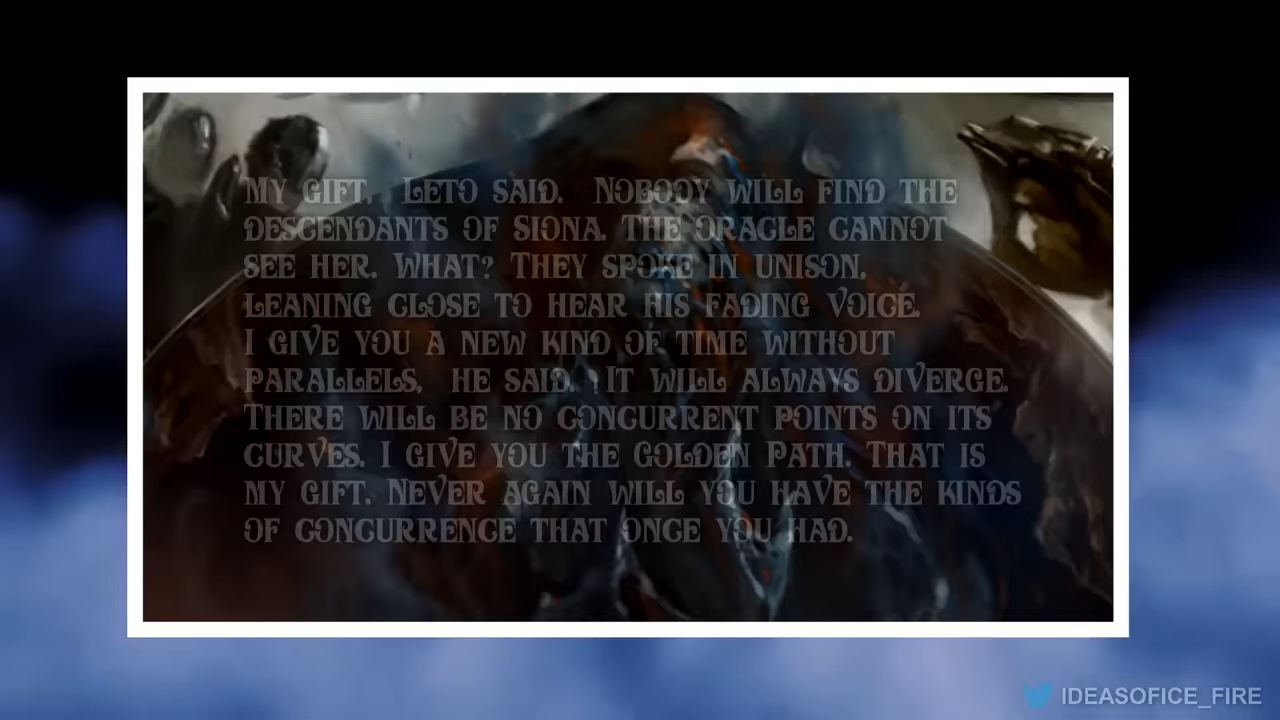 My gift, Leto said. Nobody will find the
descendants of Siona. The Oracle cannot
see her. What? They spoke in unison,
leaning close to hear his fading voice.
I give you a new kind of time without
parallels, he said. It will always diverge.
There will be no concurrent points on its
curves. I give you the Golden Path. That is
my gift. Never again will you have the kinds
of concurrence that once you had.
IDEASOFICE_FIRE